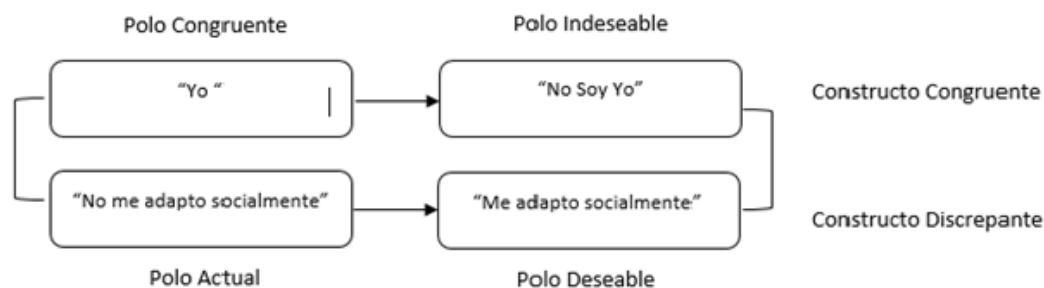 Polo Congruente
Polo Indeseable
“Yo “
“No Soy Yo”
Constructo Congruente
“No me adapto socialmente”
“Me adapto socialmente”
Constructo Discrepante
Polo Actual
Polo Deseable